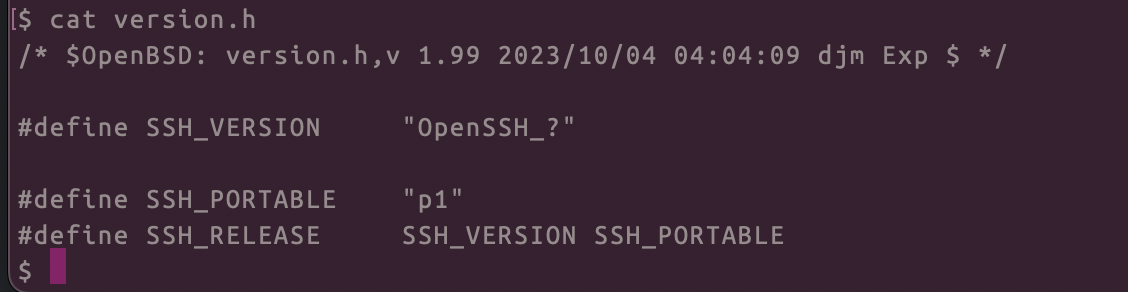 [$ cat version.h
/* $OpenBSD: version.h,v 1.99 2023/10/04 04:04:09 djm Exp $ */
#define SSH_VERSION "OpenSSH_?"
#define SSH_PORTABLE "p1"
#define SSH_RELEASE SSH_VERSION SSH_PORTABLE
$